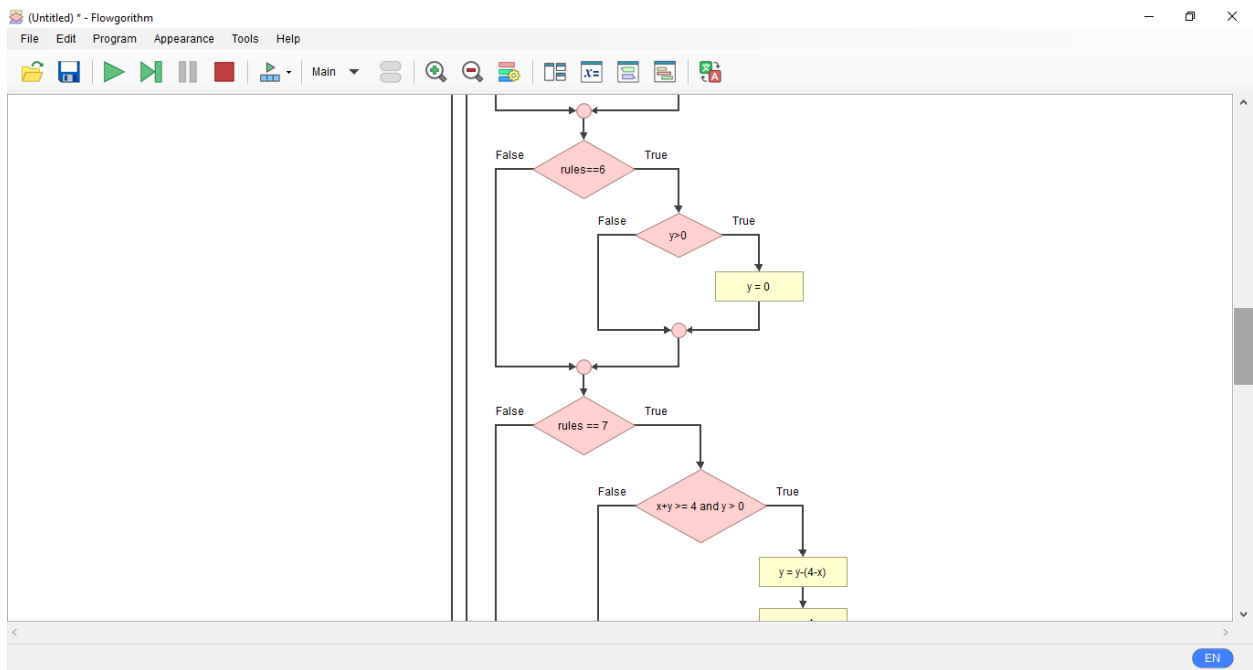 (Untitled) * - Flowgorithm
File Edit Program Appearance Tools Help
Main
x=
False
True
rules==6
False
True
y>0
y = 0
False
True
rules == 7
False
True
x+y >= 4 and y > 0
y = y-(4-x)
EN